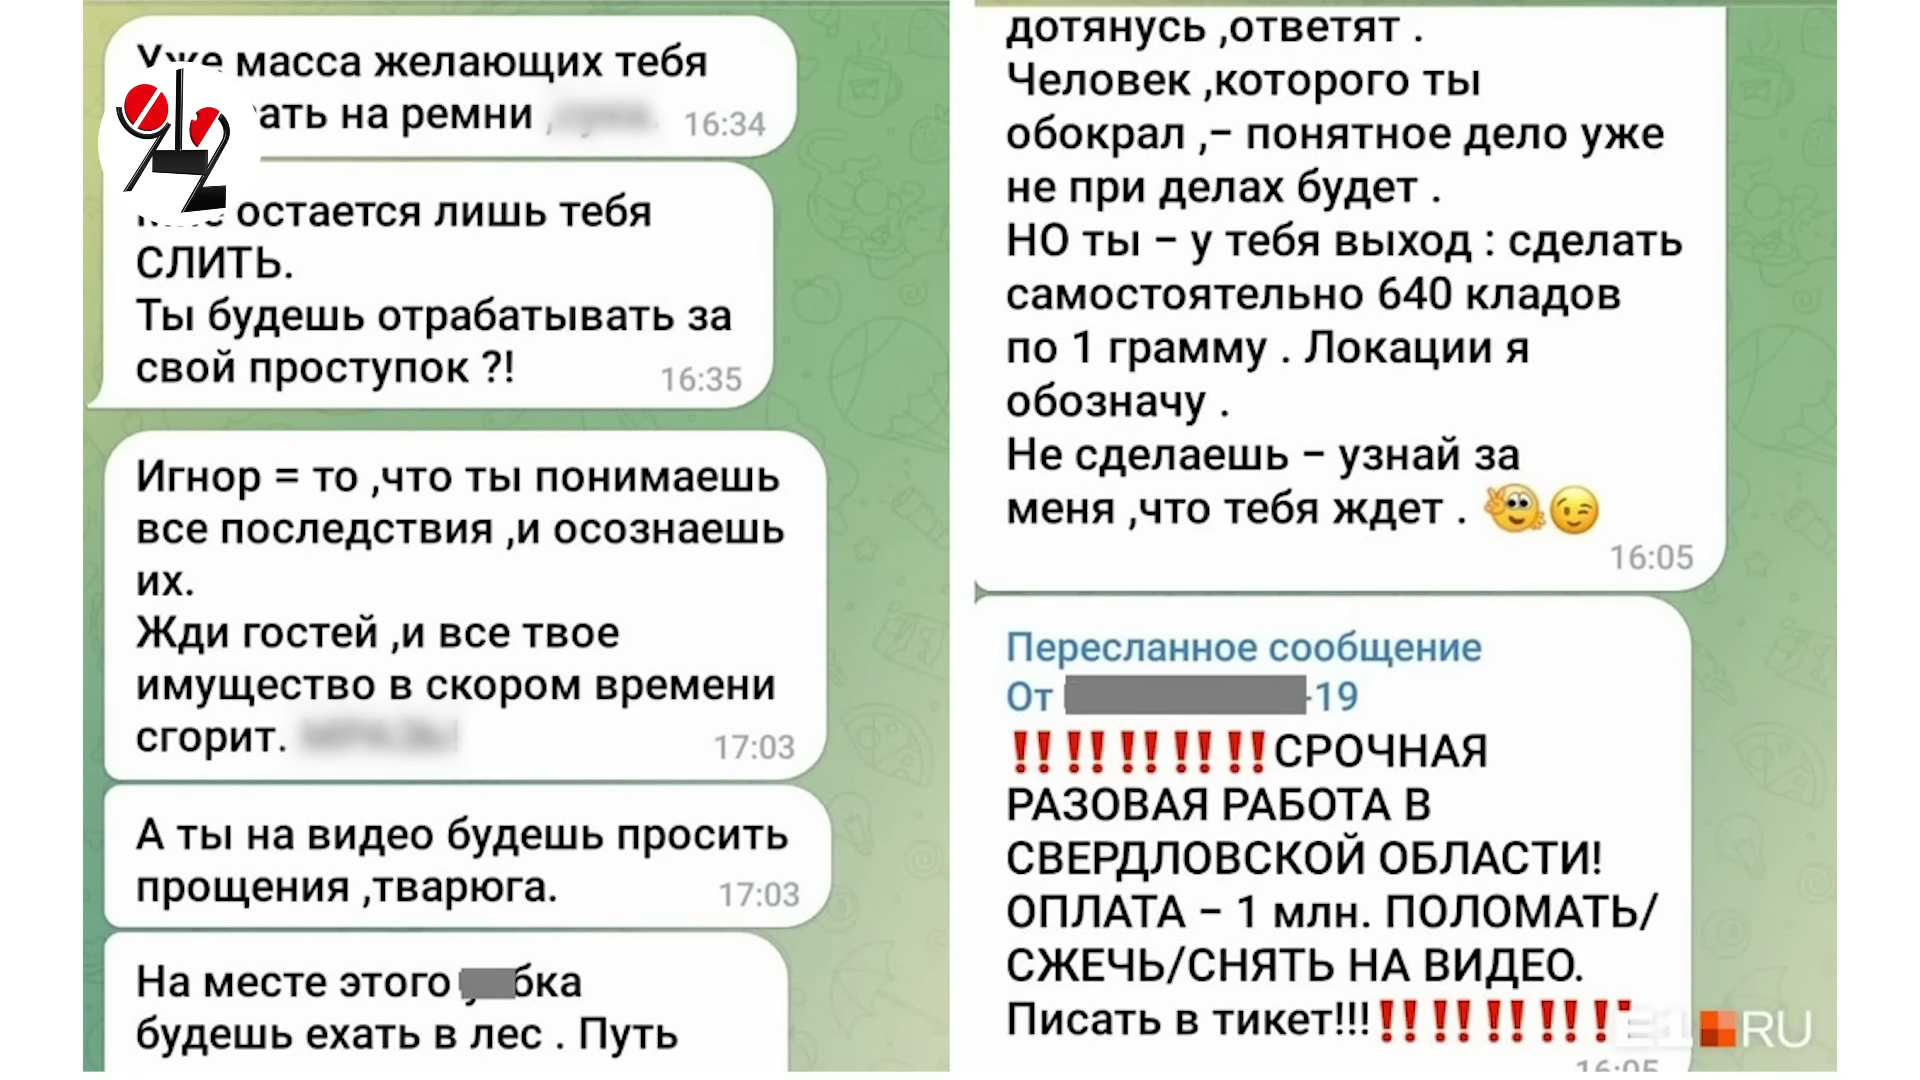 масса желающих тебя
на ремни
16:34
остается лишь тебя
СЛИТЬ.
Ты будешь отрабатывать за
свой проступок ?!
16:35
Игнор = то ,что ты понимаешь
все последствия ,и осознаешь
их.
Жди гостей ,и все твое
имущество в скором времени
сгорит.
17:03
А ты на видео будешь просить
прощения ,тварюга.
17:03
На месте этого
будешь ехать в лес . Путь
дотянусь ,ответят .
Человек ,которого ты
обокрал ,– понятное дело уже
не при делах будет .
НО ты – у тебя выход : сделать
самостоятельно 640 кладов
по 1 грамму . Локации я
обозначу .
Не сделаешь – узнай за
меня ,что тебя ждет .
16:05
Пересланное сообщение
От -19
‼️‼️‼️‼️‼️СРОЧНАЯ
РАЗОВАЯ РАБОТА В
СВЕРДЛОВСКОЙ ОБЛАСТИ!
ОПЛАТА – 1 млн. ПОЛОМАТЬ/
СЖЕЧЬ/СНЯТЬ НА ВИДЕО.
Писать в тикет!!!‼️‼️‼️‼️‼️
16:05
E1.RU